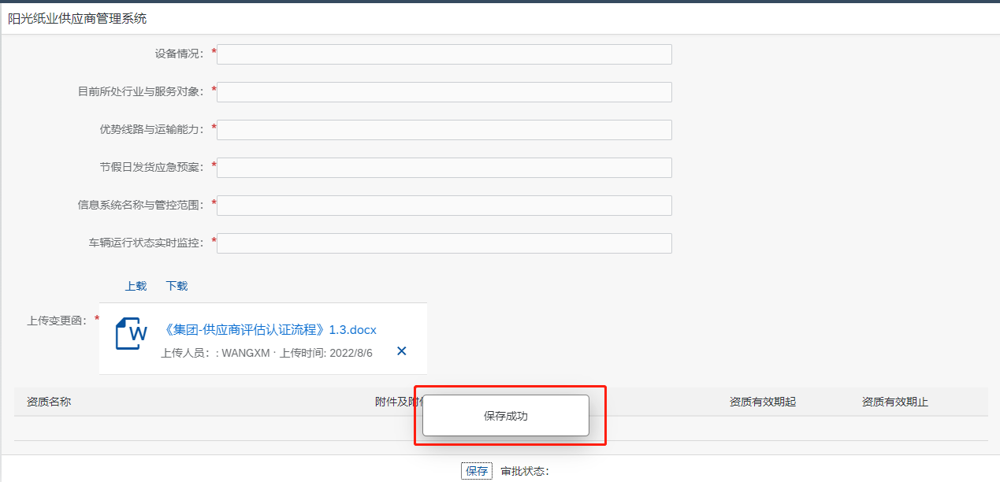 阳光纸业供应商管理系统
设备情况： *
目前所处行业与服务对象： *
优势线路与运输能力： *
节假日发货应急预案： *
信息系统名称与管控范围： *
车辆运行状态实时监控： *
上载 下载
上传变更函： *
W
《集团-供应商评估认证流程》1.3.docx
上传人员：: WANGXM · 上传时间: 2022/8/6
资质名称 附件及附 资质有效期起 资质有效期止
保存成功
保存 审批状态：